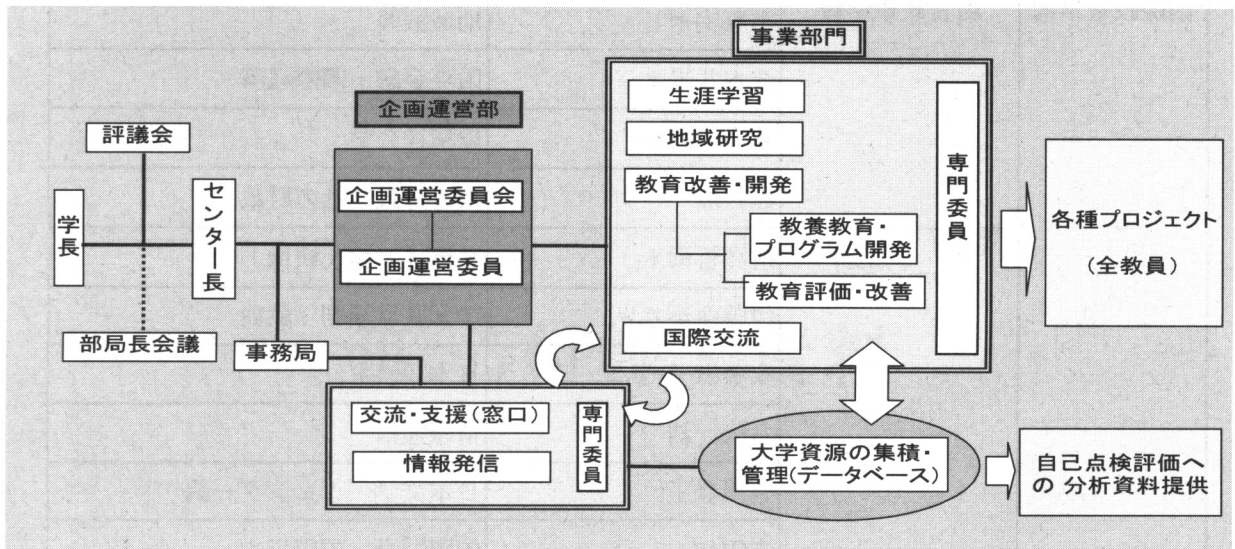 事業部門
生涯学習
地域研究
教育改善・開発
教養教育・
プログラム開発
教育評価・改善
国際交流
専門委員
企画運営部
企画運営委員会
企画運営委員
評議会
学長
センター長
部局長会議
事務局
交流・支援(窓口)
情報発信
専門委員
大学資源の集積・
管理(データベース)
各種プロジェクト
(全教員)
自己点検評価へ
の 分析資料提供